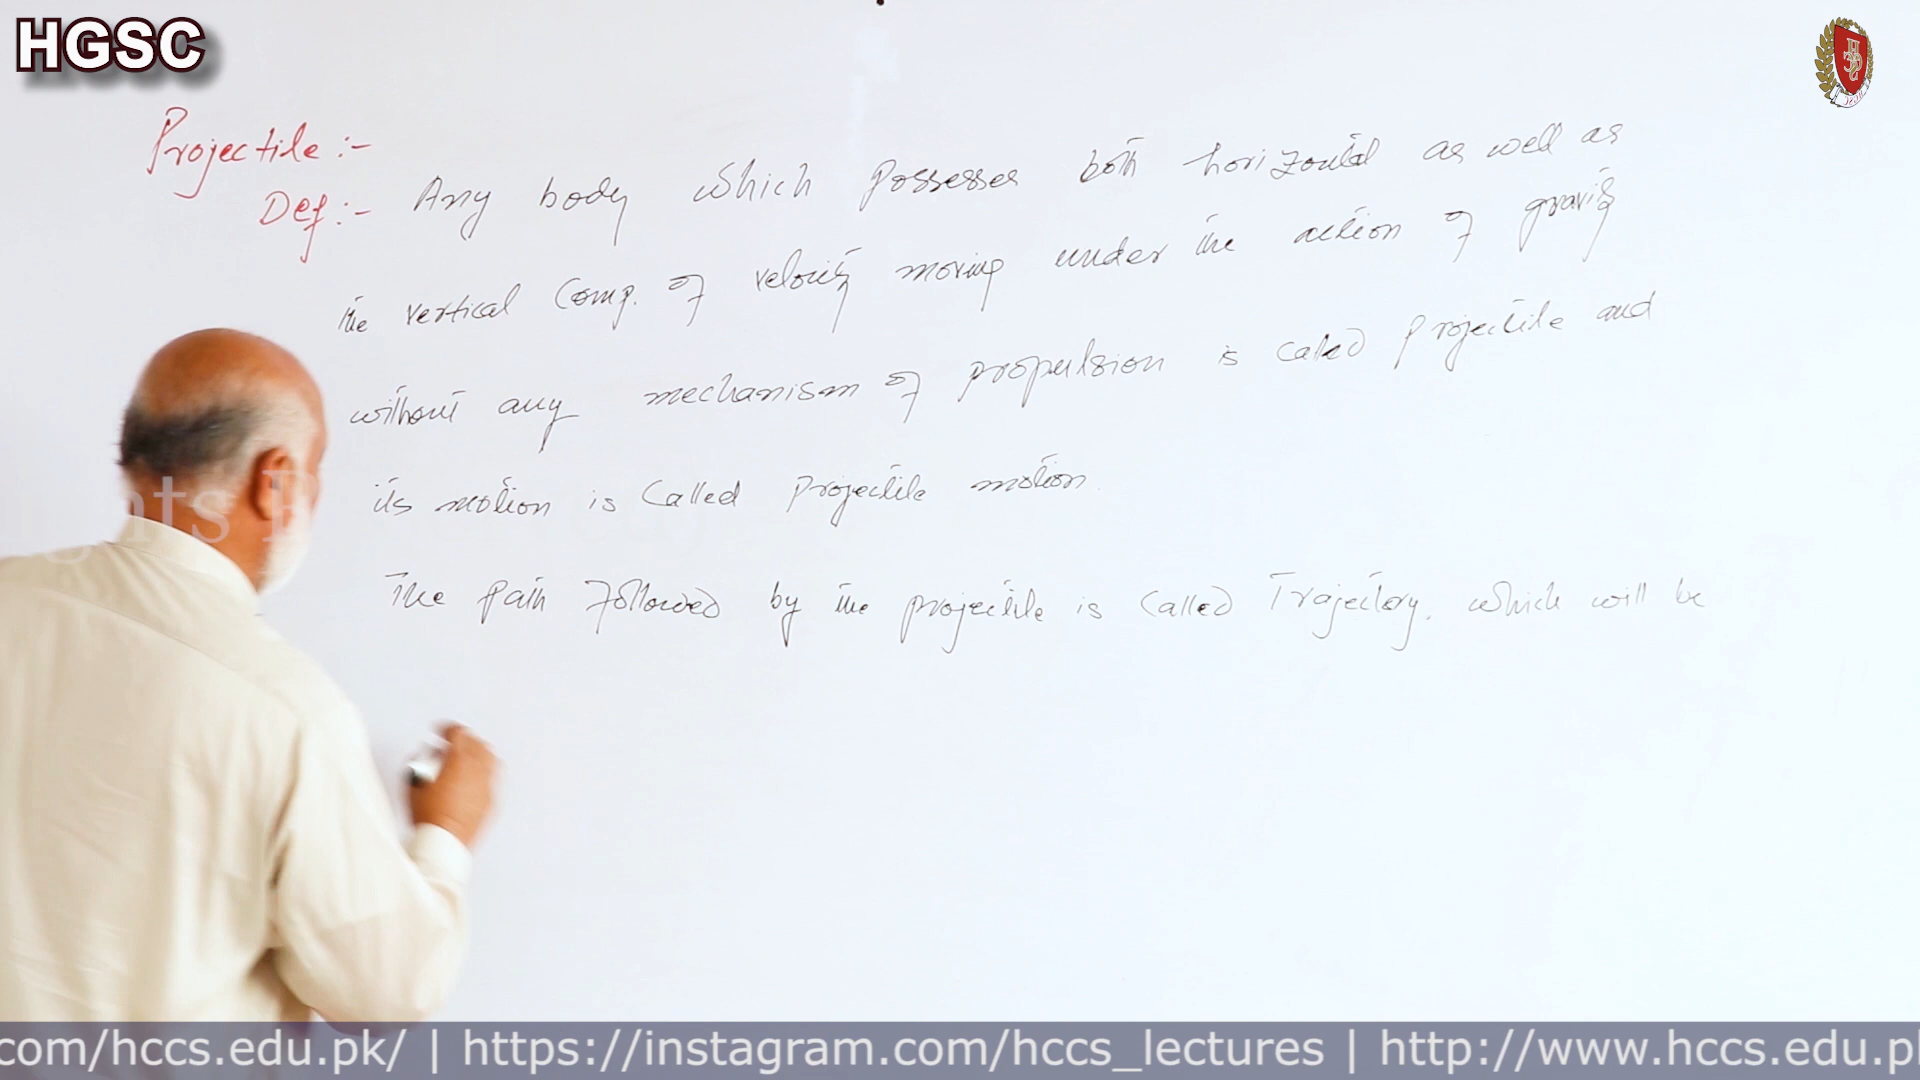 HGSC
Projectile :-
Def :- Any body which Possesses both horizontal as well as
the vertical Comp. of velocity moving under the action of gravity
without any mechanism of propulsion is called projectile and
its motion is Called Projectile motion.
The path followed by the projectile is Called Trajectory. which will be
ghts R
com/hccs.edu.pk/ | https://instagram.com/hccs_lectures | http://www.hccs.edu.pl